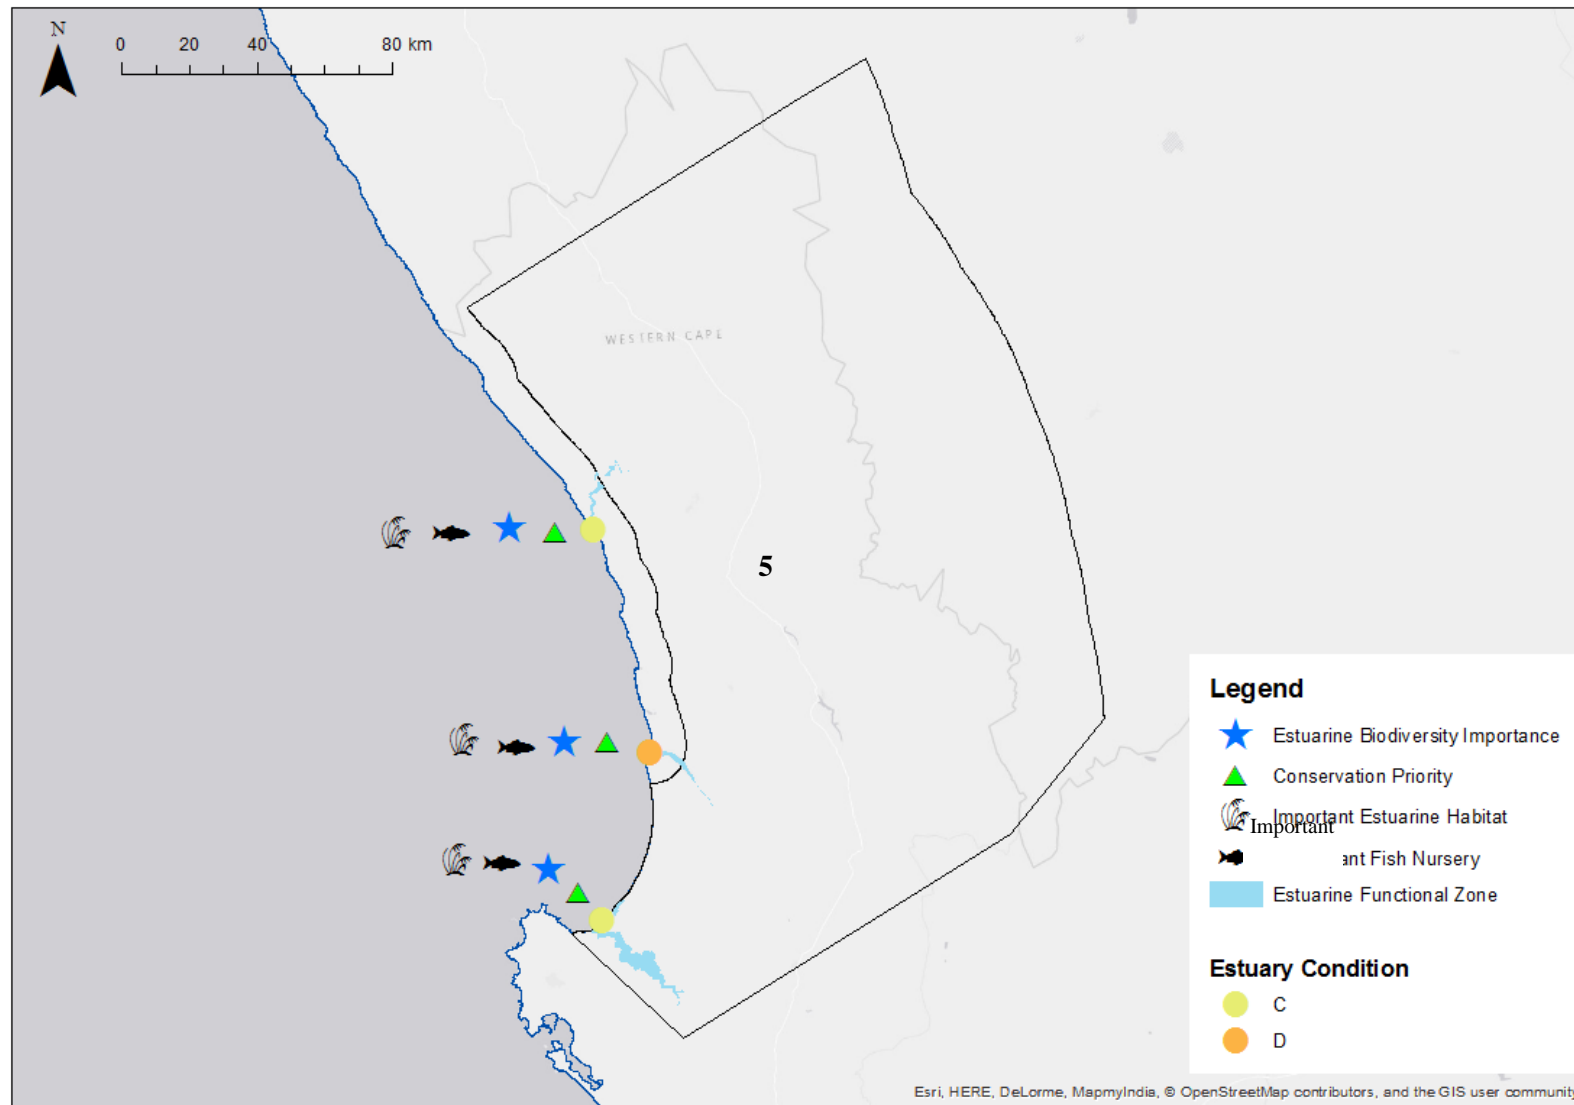 N
0 20 40 80 km
WESTERN CAPE
5
Legend
Estuarine Biodiversity Importance
Conservation Priority
Important Estuarine Habitat
Important
ant Fish Nursery
Estuarine Functional Zone
Estuary Condition
C
D
Esri, HERE, DeLorme, MapmyIndia, © OpenStreetMap contributors, and the GIS user community